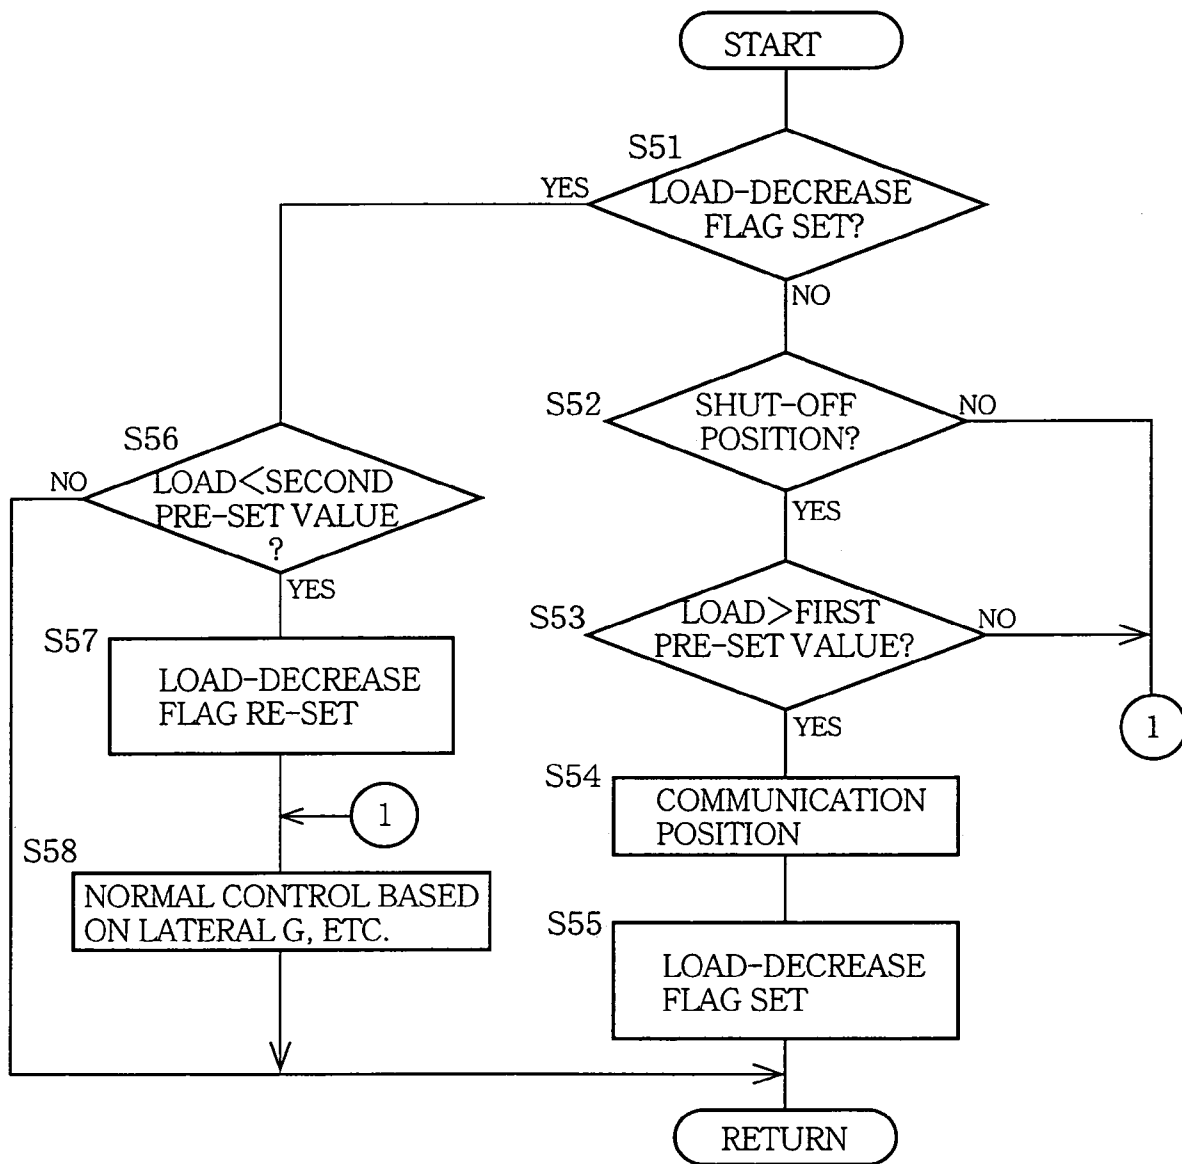 START
S51
YES
LOAD-DECREASE
FLAG SET?
NO
S52
SHUT-OFF
POSITION?
NO
YES
S56
NO
LOAD<SECOND
PRE-SET VALUE
?
YES
S53
LOAD>FIRST
PRE-SET VALUE?
NO
YES
S57
LOAD-DECREASE
FLAG RE-SET
1
1
S54
COMMUNICATION
POSITION
S58
NORMAL CONTROL BASED
ON LATERAL G, ETC.
S55
LOAD-DECREASE
FLAG SET
RETURN